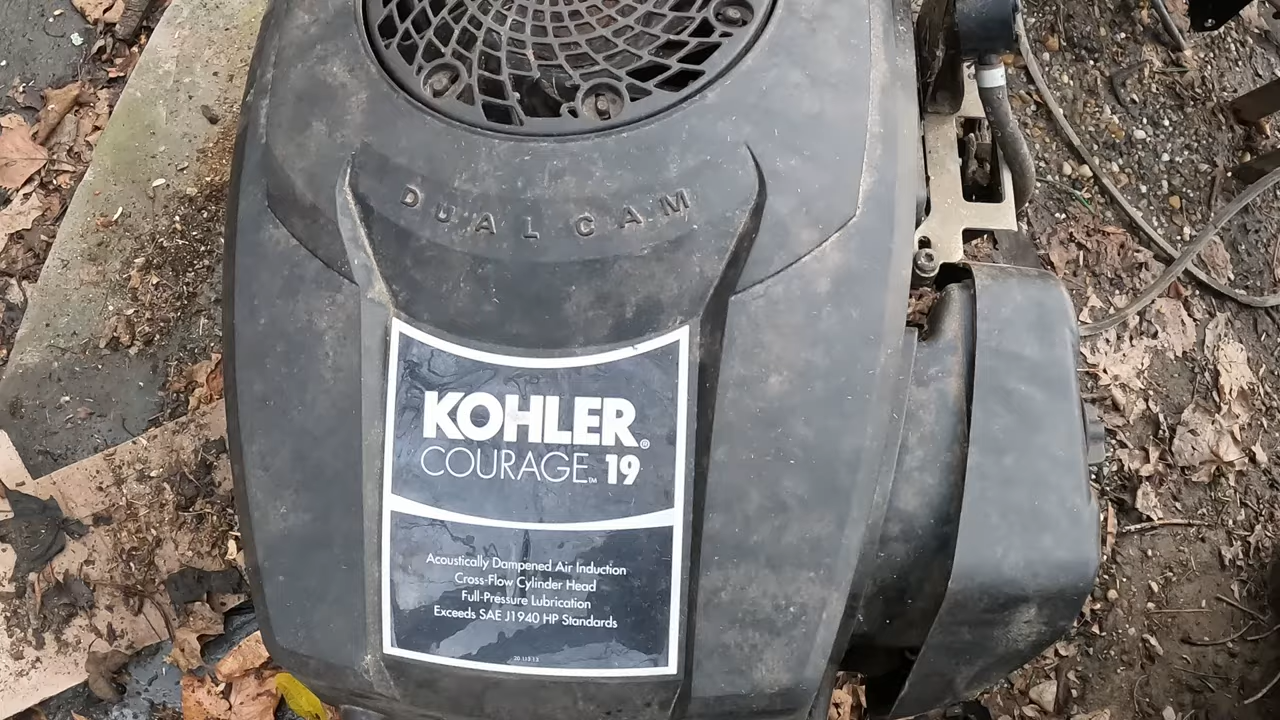 DUAL CAM
KOHLER®
COURAGE™ 19
Acoustically Dampened Air Induction
Cross-Flow Cylinder Head
Full-Pressure Lubrication
Exceeds SAE J1940 HP Standards